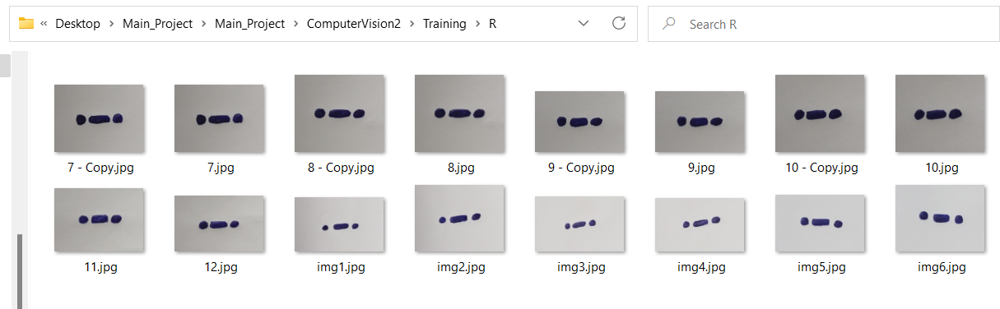 « Desktop > Main_Project > Main_Project > ComputerVision2 > Training > R
Search R
7 - Copy.jpg 7.jpg 8 - Copy.jpg 8.jpg 9 - Copy.jpg 9.jpg 10 - Copy.jpg 10.jpg
11.jpg 12.jpg img1.jpg img2.jpg img3.jpg img4.jpg img5.jpg img6.jpg